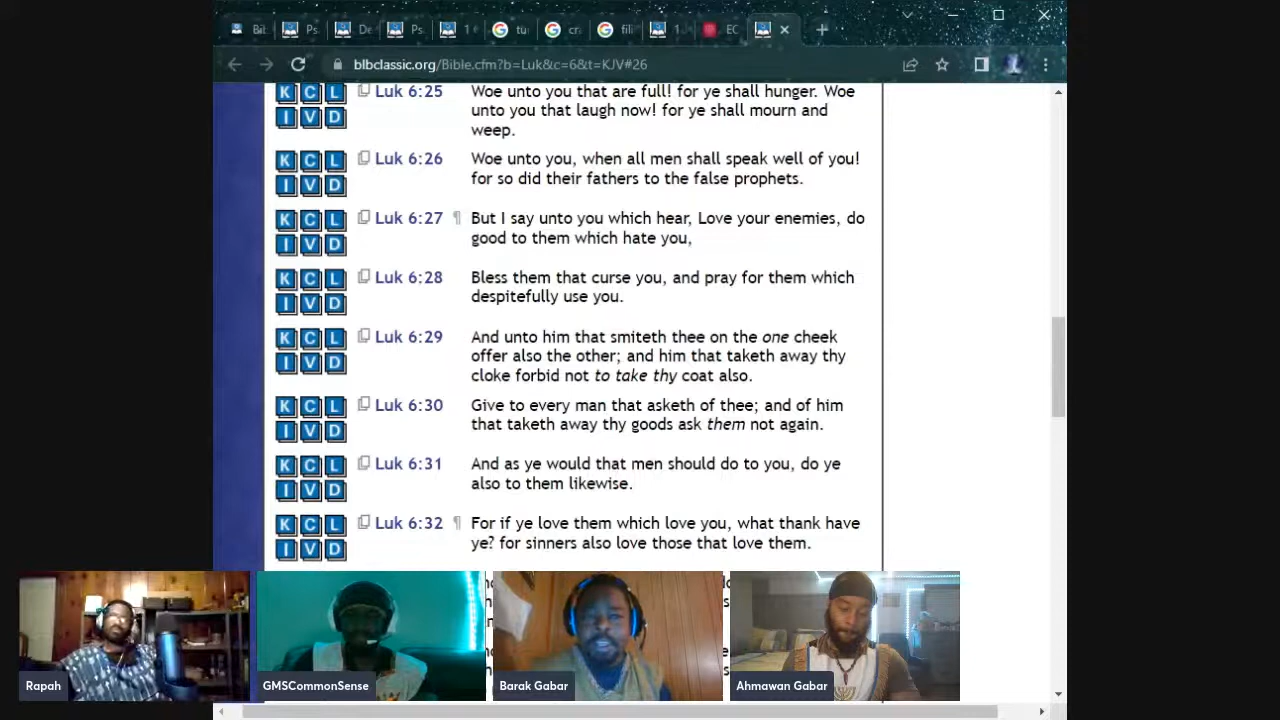 Bil
Ps
De
Ps
1
tu
cr
fil
1
EC
blbclassic.org/Bible.cfm?b=Luk&c=6&t=KJV#26
K C L Luk 6:25 Woe unto you that are full! for ye shall hunger. Woe
I V D unto you that laugh now! for ye shall mourn and
weep.
K C L Luk 6:26 Woe unto you, when all men shall speak well of you!
I V D for so did their fathers to the false prophets.
K C L Luk 6:27 ¶ But I say unto you which hear, Love your enemies, do
I V D good to them which hate you,
K C L Luk 6:28 Bless them that curse you, and pray for them which
I V D despitefully use you.
K C L Luk 6:29 And unto him that smiteth thee on the one cheek
I V D offer also the other; and him that taketh away thy
cloke forbid not to take thy coat also.
K C L Luk 6:30 Give to every man that asketh of thee; and of him
I V D that taketh away thy goods ask them not again.
K C L Luk 6:31 And as ye would that men should do to you, do ye
I V D also to them likewise.
K C L Luk 6:32 ¶ For if ye love them which love you, what thank have
I V D ye? for sinners also love those that love them.
Rapah
GMSCommonSense
Barak Gabar
Ahmawan Gabar